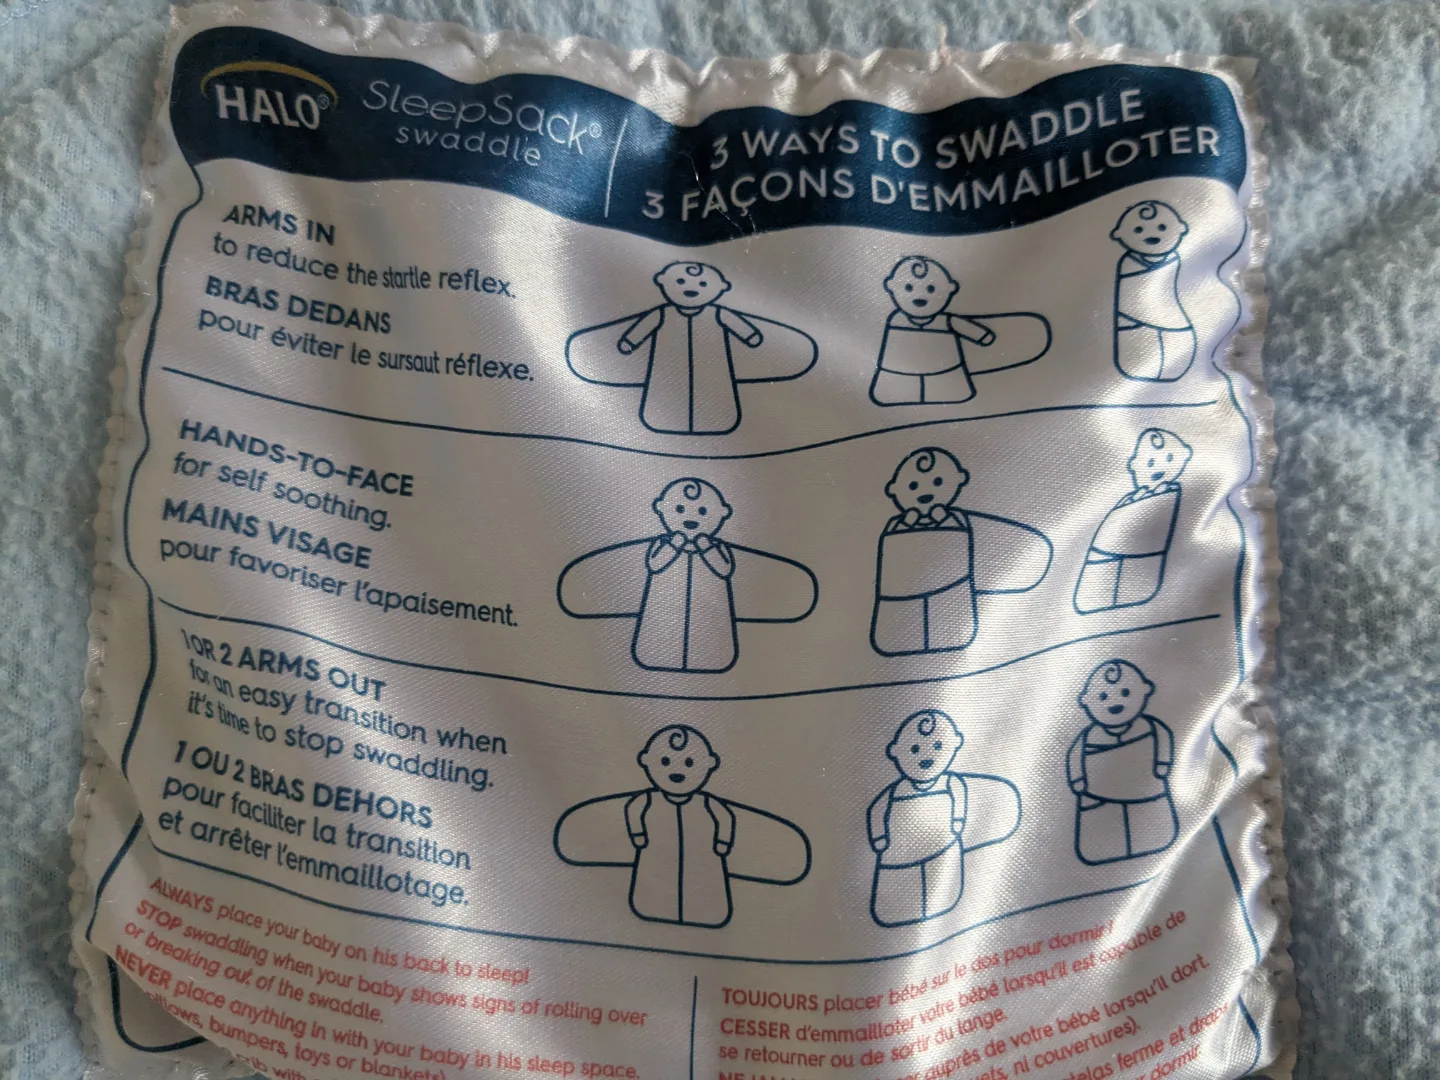 HALO® SleepSack® swaddle
3 WAYS TO SWADDLE
3 FAÇONS D'EMMAILLOTER
ARMS IN
to reduce the startle reflex.
BRAS DEDANS
pour éviter le sursaut réflexe.
HANDS-TO-FACE
for self soothing.
MAINS VISAGE
pour favoriser l'apaisement.
1 OR 2 ARMS OUT
for an easy transition when
it's time to stop swaddling.
1 OU 2 BRAS DEHORS
pour faciliter la transition
et arrêter l'emmaillotage.
ALWAYS place your baby on his back to sleep!
STOP swaddling when your baby shows signs of rolling over
or breaking out of the swaddle.
NEVER place anything in with your baby in his sleep space.
bumpers, toys or blankets).
with
TOUJOURS placer bébé sur le dos pour dormir!
CESSER d'emmailloter votre bébé lorsqu'il est capable de
se retourner ou de sortir du lange.
auprès de votre bébé lorsqu'il dort.
ni couvertures).
ferme et
dormir